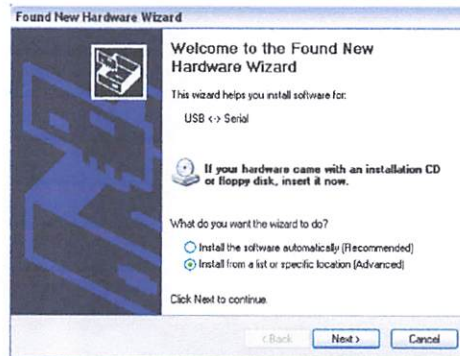 Found New Hardware Wizard
Welcome to the Found New
Hardware Wizard
This wizard helps you install software for:
USB <-> Serial
If your hardware came with an installation CD
or floppy disk, insert it now.
What do you want the wizard to do?
Install the software automatically (Recommended)
Install from a list or specific location (Advanced)
Click Next to continue.
< Back Next > Cancel